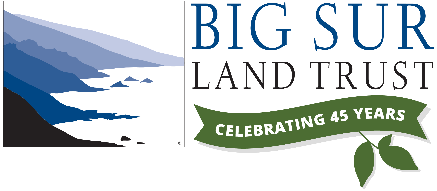 BIG SUR
LAND TRUST
CELEBRATING 45 YEARS